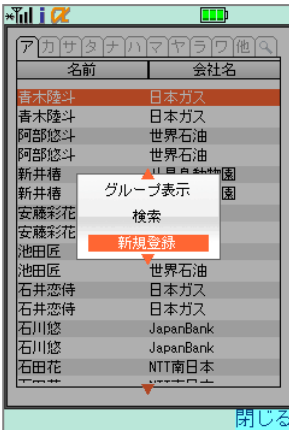 i α
アカサタナハマヤラワ他
名前 会社名
青木陸斗 日本ガス
青木陸斗 日本ガス
阿部悠斗 世界石油
阿部悠斗 世界石油
新井椿
新井椿 園
安藤彩花
安藤彩花
池田匠
池田匠 世界石油
石井恋侍 日本ガス
石井恋侍 日本ガス
石川悠 JapanBank
石川悠 JapanBank
石田花 NTT南日本
グループ表示
検索
新規登録
閉じる